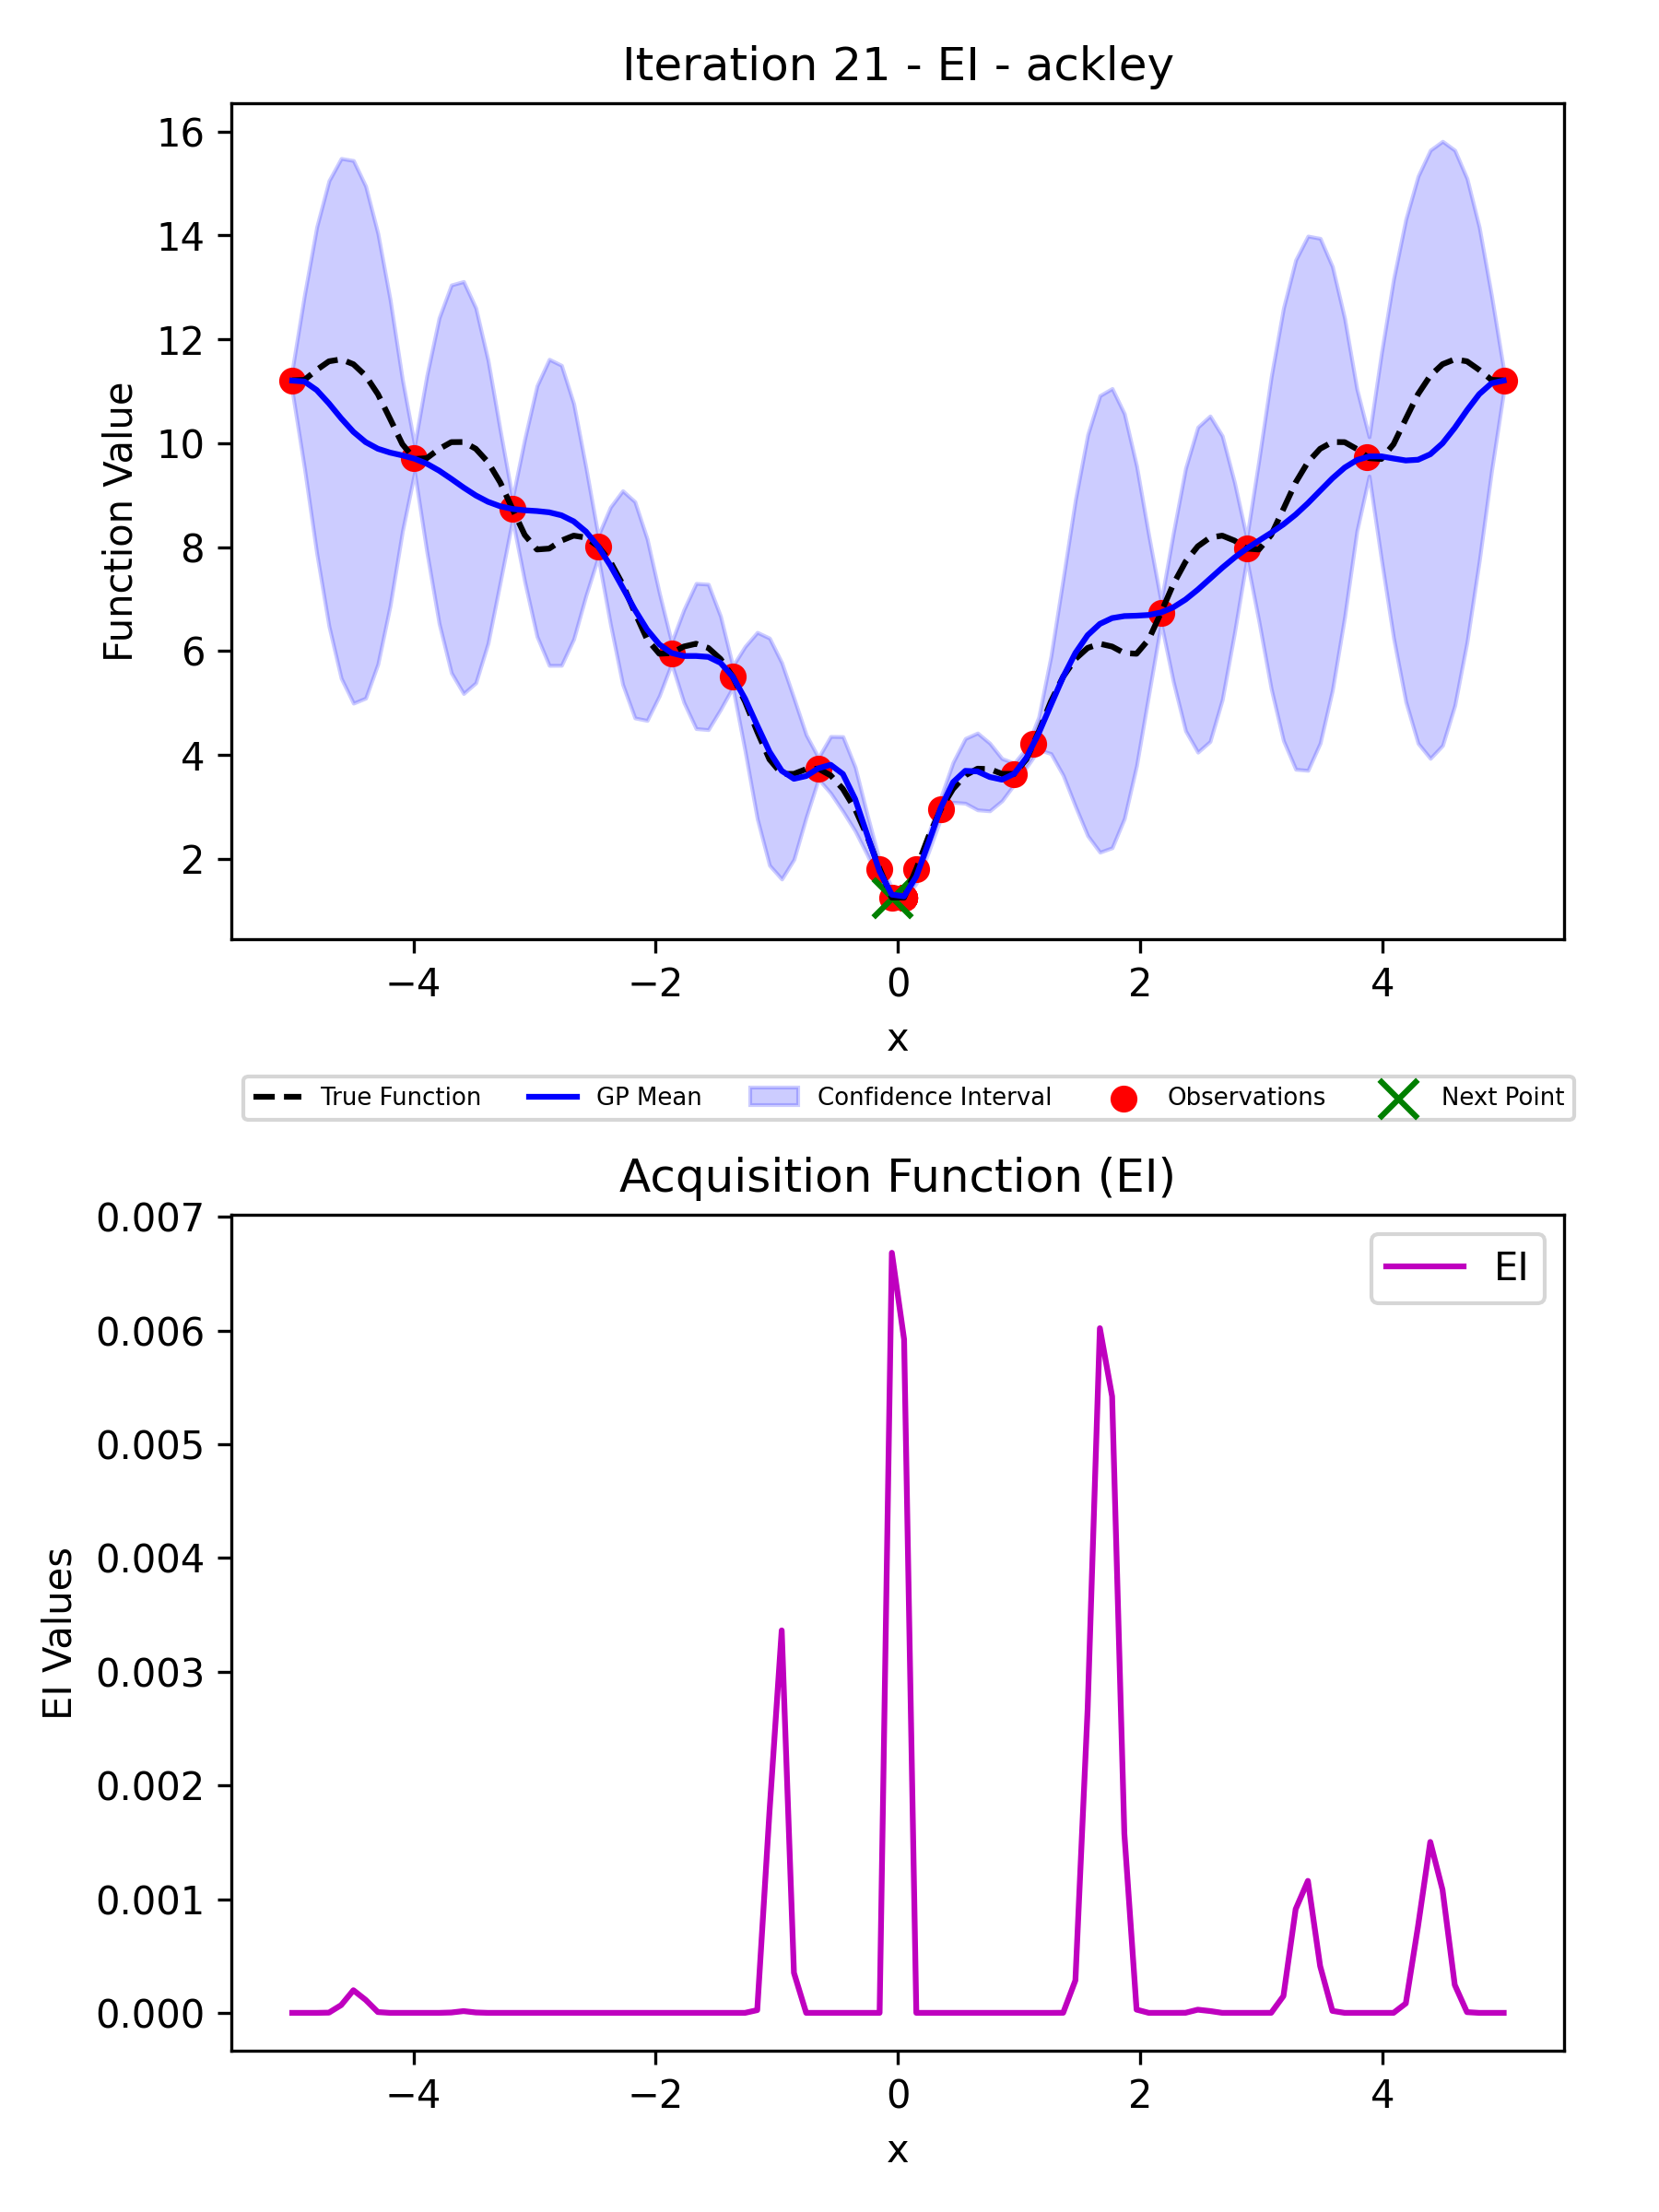 Iteration 21 - EI - ackley
16
14
12
10
8
6
4
2
Function Value
−4 −2 0 2 4
x
True Function GP Mean Confidence Interval Observations Next Point
Acquisition Function (EI)
0.007
0.006
0.005
0.004
0.003
0.002
0.001
0.000
EI Values
EI
−4 −2 0 2 4
x